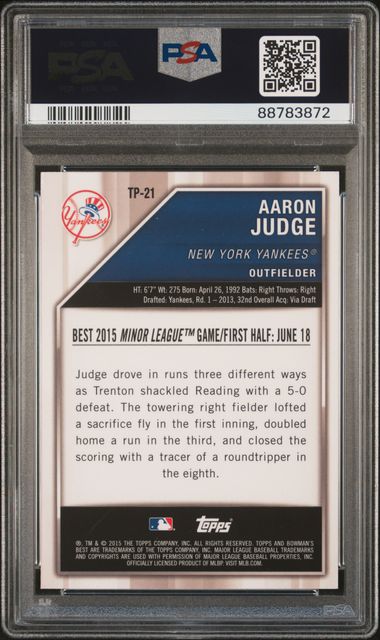 PSA
PSA
88783872
Yankees
TP-21
AARON
JUDGE
NEW YORK YANKEES®
OUTFIELDER
HT: 6'7" Wt: 275 Born: April 26, 1992 Bats: Right Throws: Right
Drafted: Yankees, Rd. 1 – 2013, 32nd Overall Acq: Via Draft
BEST 2015 MINOR LEAGUE™ GAME/FIRST HALF: JUNE 18
Judge drove in runs three different ways
as Trenton shackled Reading with a 5-0
defeat. The towering right fielder lofted
a sacrifice fly in the first inning, doubled
home a run in the third, and closed the
scoring with a tracer of a roundtripper in
the eighth.
topps
®, TM & © 2015 THE TOPPS COMPANY, INC. ALL RIGHTS RESERVED. TOPPS AND BOWMAN'S
BEST ARE TRADEMARKS OF THE TOPPS COMPANY, INC. MAJOR LEAGUE BASEBALL TRADEMARKS AND
COPYRIGHTS ARE USED WITH PERMISSION OF MAJOR LEAGUE BASEBALL PROPERTIES, INC.
OFFICIALLY LICENSED PRODUCT OF MLBP. VISIT MLB.COM.